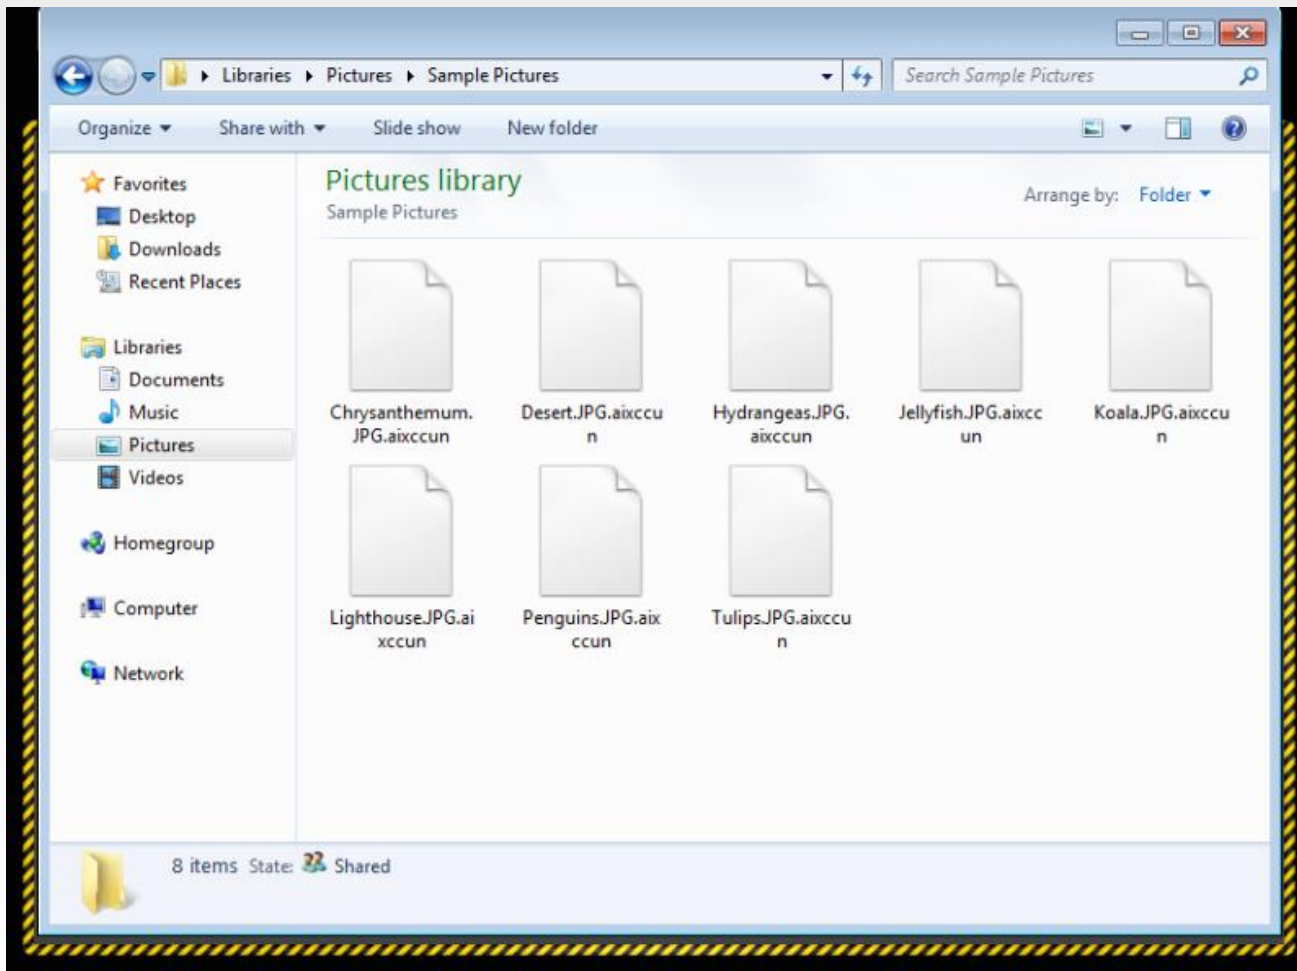 Libraries Pictures Sample Pictures
Search Sample Pictures
Organize Share with Slide show New folder
Favorites
Desktop
Downloads
Recent Places
Libraries
Documents
Music
Pictures
Videos
Homegroup
Computer
Network
Pictures library
Sample Pictures
Arrange by: Folder
Chrysanthemum.
JPG.aixccun
Desert.JPG.aixccu
n
Hydrangeas.JPG.
aixccun
Jellyfish.JPG.aixcc
un
Koala.JPG.aixccu
n
Lighthouse.JPG.ai
xccun
Penguins.JPG.aix
ccun
Tulips.JPG.aixccu
n
8 items State: Shared